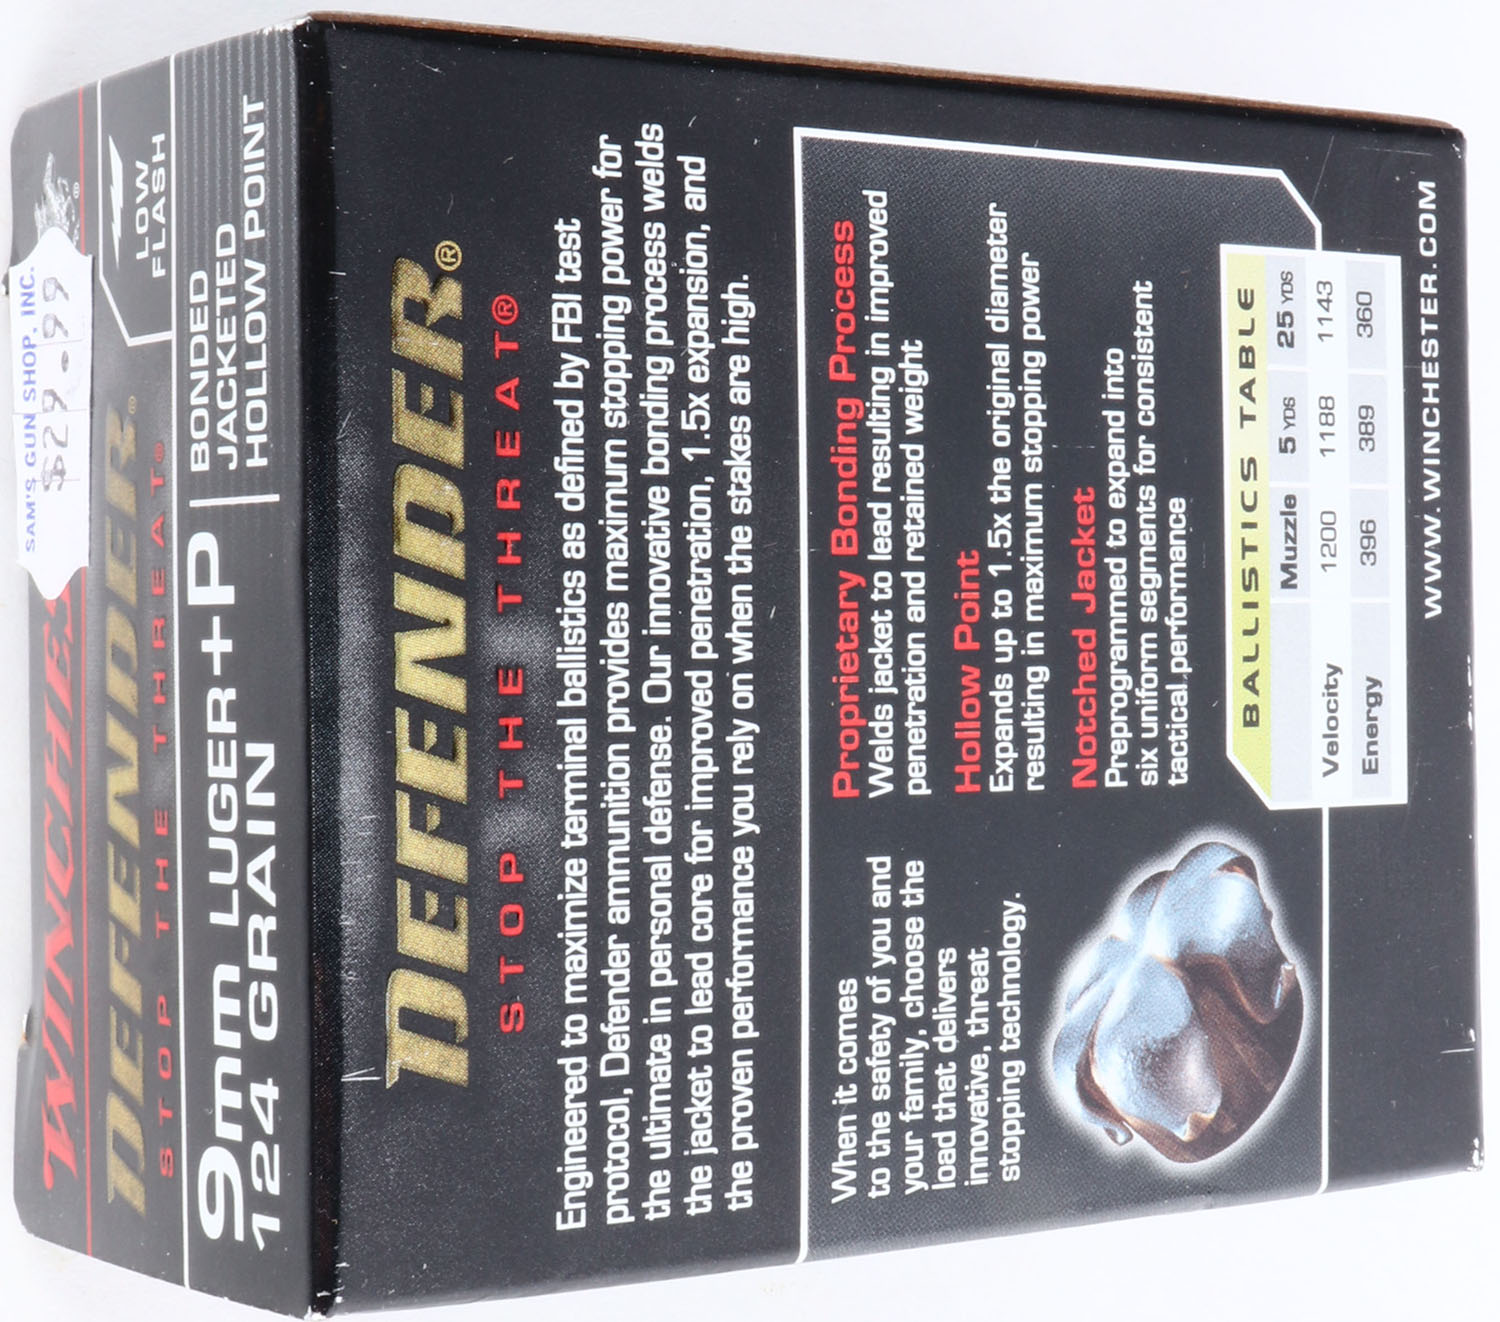 SAM'S GUN SHOP, INC.
$29.99
WINCHES
®
DEFENDER®
STOP THE THREAT®
LOW
FLASH
9mm LUGER+P
124 GRAIN
BONDED
JACKETED
HOLLOW POINT
DEFENDER®
STOP THE THREAT®
Engineered to maximize terminal ballistics as defined by FBI test
protocol, Defender ammunition provides maximum stopping power for
the ultimate in personal defense. Our innovative bonding process welds
the jacket to lead core for improved penetration, 1.5x expansion, and
the proven performance you rely on when the stakes are high.
When it comes
to the safety of you and
your family, choose the
load that delivers
innovative, threat
stopping technology.
Proprietary Bonding Process
Welds jacket to lead resulting in improved
penetration and retained weight
Hollow Point
Expands up to 1.5x the original diameter
resulting in maximum stopping power
Notched Jacket
Preprogrammed to expand into
six uniform segments for consistent
tactical performance
BALLISTICS TABLE
Muzzle 5 YDS 25 YDS
Velocity 1200 1188 1143
Energy 396 389 360
WWW.WINCHESTER.COM